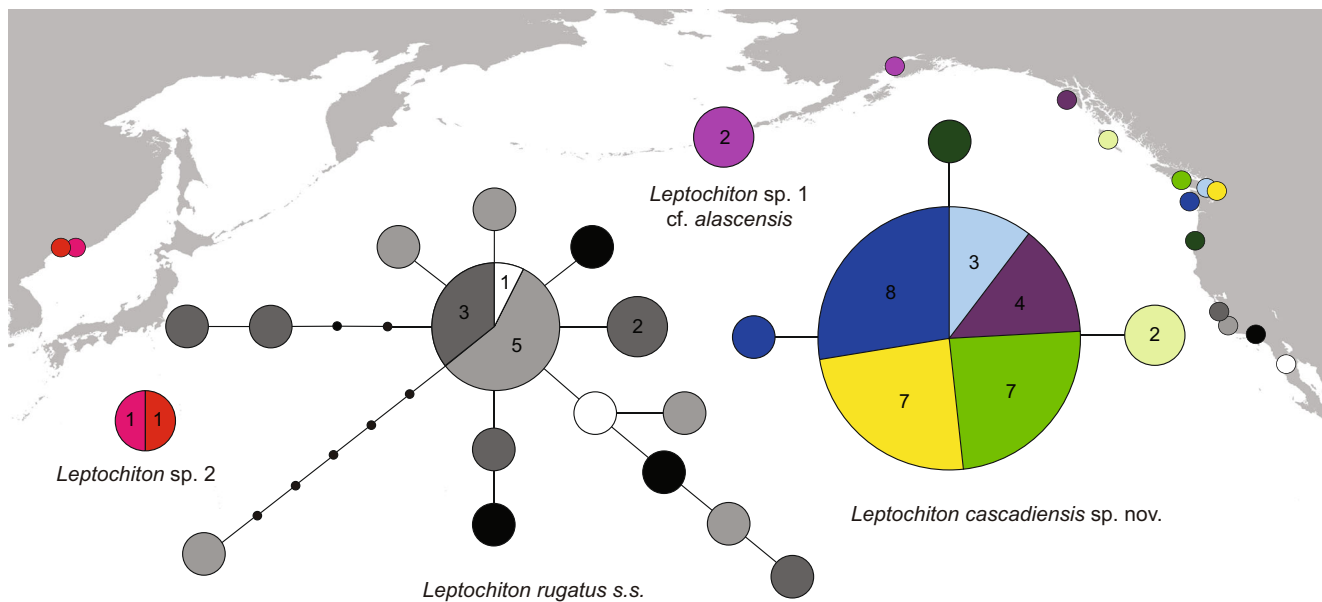 2
Leptochiton sp. 1
cf. alascensis
3
8
4
1
3
2
5
2
7
7
1 1
Leptochiton sp. 2
Leptochiton cascadiensis sp. nov.
Leptochiton rugatus s.s.